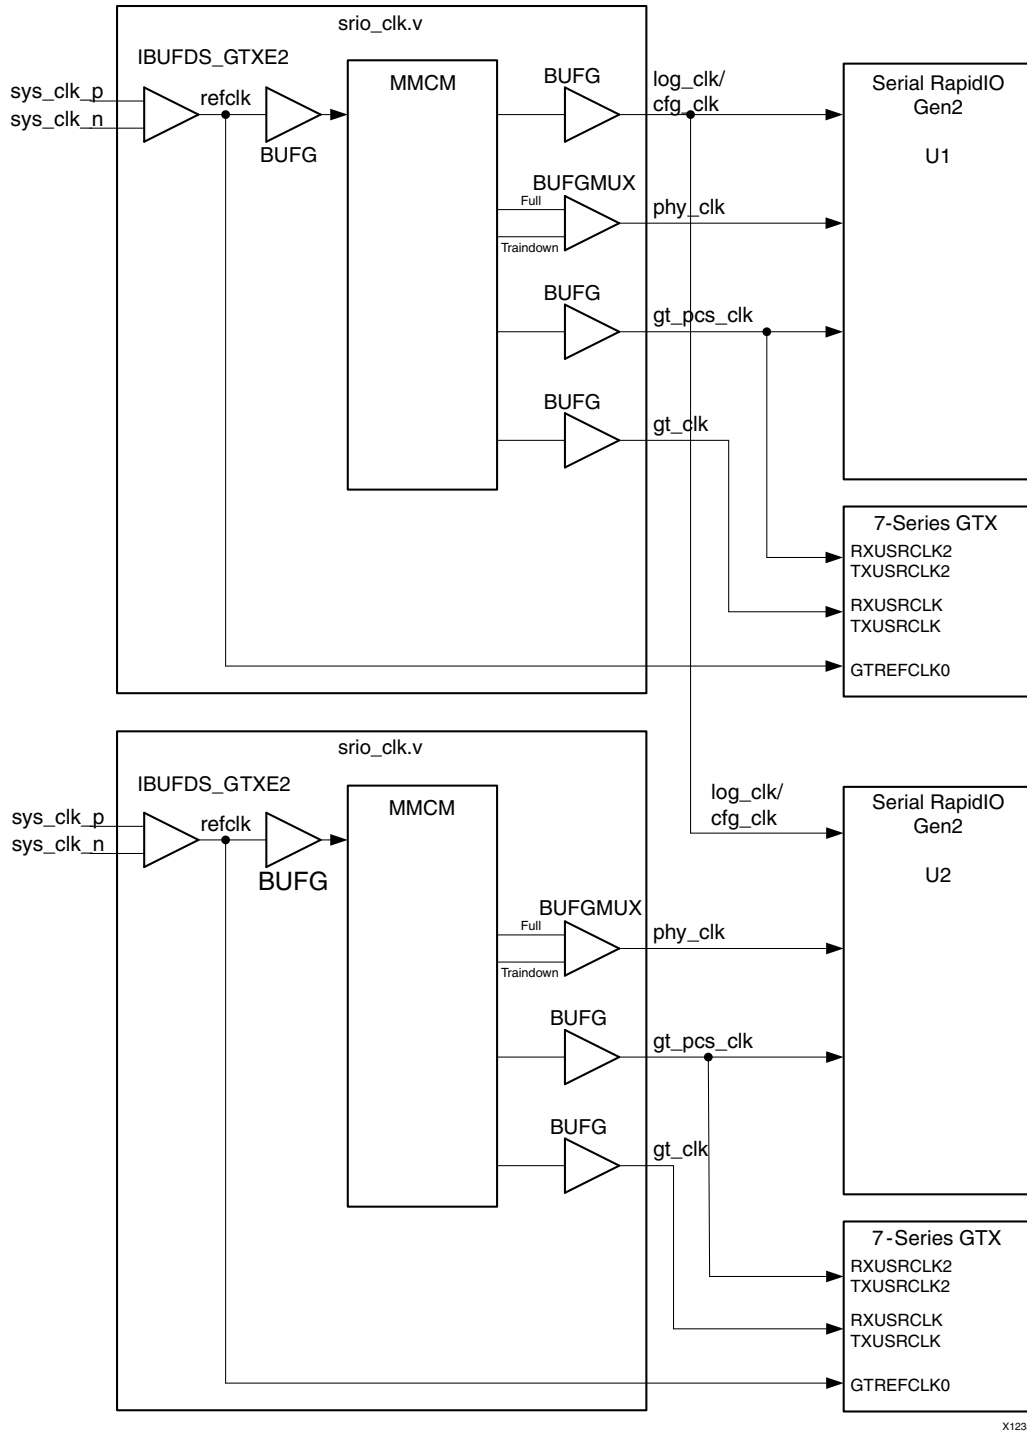 srio_clk.v
IBUFDS_GTXE2
sys_clk_p
sys_clk_n
refclk
BUFG
MMCM
BUFG
log_clk/
cfg_clk
Serial RapidIO
Gen2
U1
BUFGMUX
Full
Traindown
phy_clk
BUFG
gt_pcs_clk
BUFG
gt_clk
7-Series GTX
RXUSRCLK2
TXUSRCLK2
RXUSRCLK
TXUSRCLK
GTREFCLK0
srio_clk.v
IBUFDS_GTXE2
sys_clk_p
sys_clk_n
refclk
BUFG
MMCM
log_clk/
cfg_clk
Serial RapidIO
Gen2
U2
BUFGMUX
Full
Traindown
phy_clk
BUFG
gt_pcs_clk
BUFG
gt_clk
7-Series GTX
RXUSRCLK2
TXUSRCLK2
RXUSRCLK
TXUSRCLK
GTREFCLK0
X123